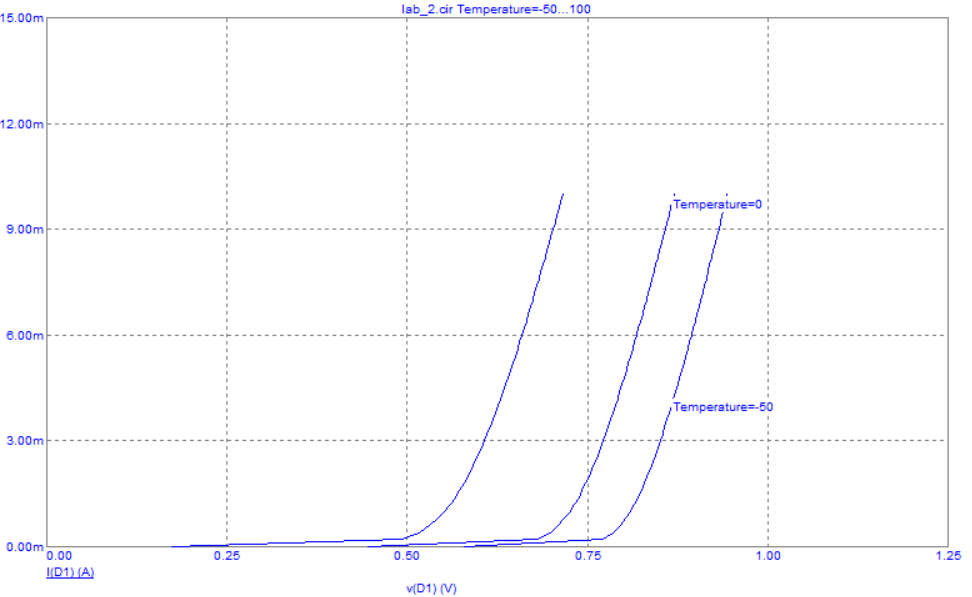 lab_2.cir Temperature=-50...100
15.00m
12.00m
9.00m
6.00m
3.00m
0.00m
Temperature=0
Temperature=-50
0.00 0.25 0.50 0.75 1.00 1.25
I(D1) (A)
v(D1) (V)